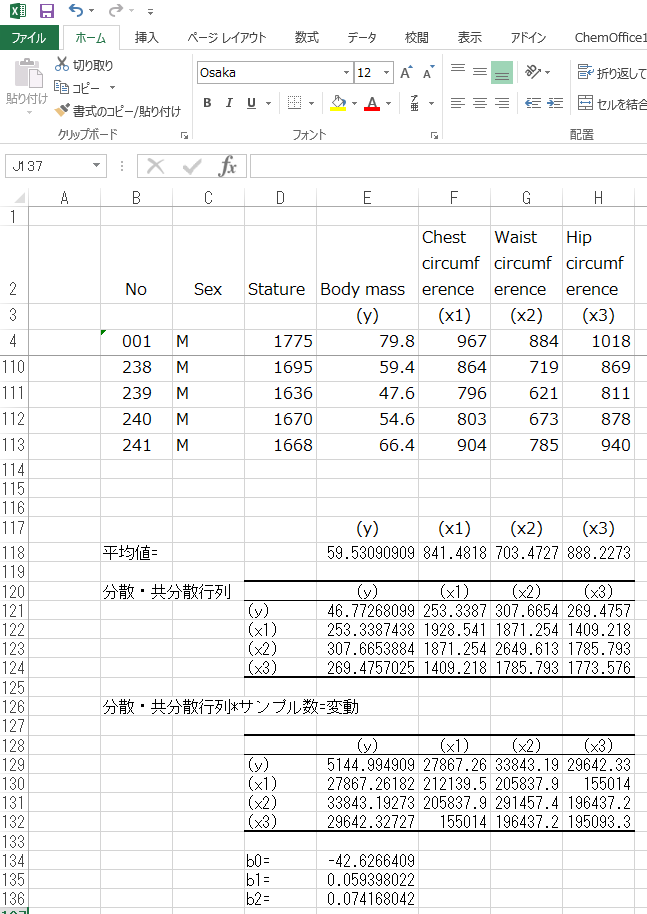 ファイル ホーム 挿入 ページ レイアウト 数式 データ 校閲 表示 アドイン ChemOffice1
切り取り
コピー
書式のコピー/貼り付け
貼り付け
クリップボード
Osaka 12
B I U
フォント
折り返して
セルを結合
配置
J137 fx
A B C D E F G H
1
2 No Sex Stature Body mass Chest circumf erence Waist circumf erence Hip circumf erence
3 (y) (x1) (x2) (x3)
4 001 M 1775 79.8 967 884 1018
110 238 M 1695 59.4 864 719 869
111 239 M 1636 47.6 796 621 811
112 240 M 1670 54.6 803 673 878
113 241 M 1668 66.4 904 785 940
114
115
116
117 (y) (x1) (x2) (x3)
118 平均値= 59.53090909 841.4818 703.4727 888.2273
119
120 分散・共分散行列 (y) (x1) (x2) (x3)
121 (y) 46.77268099 253.3387 307.6654 269.4757
122 (x1) 253.3387438 1928.541 1871.254 1409.218
123 (x2) 307.6653884 1871.254 2649.613 1785.793
124 (x3) 269.4757025 1409.218 1785.793 1773.576
125
126 分散・共分散行列*サンプル数=変動
127
128 (y) (x1) (x2) (x3)
129 (y) 5144.994909 27867.26 33843.19 29642.33
130 (x1) 27867.26182 212139.5 205837.9 155014
131 (x2) 33843.19273 205837.9 291457.4 196437.2
132 (x3) 29642.32727 155014 196437.2 195093.3
133
134 b0= -42.6266409
135 b1= 0.059398022
136 b2= 0.074168042